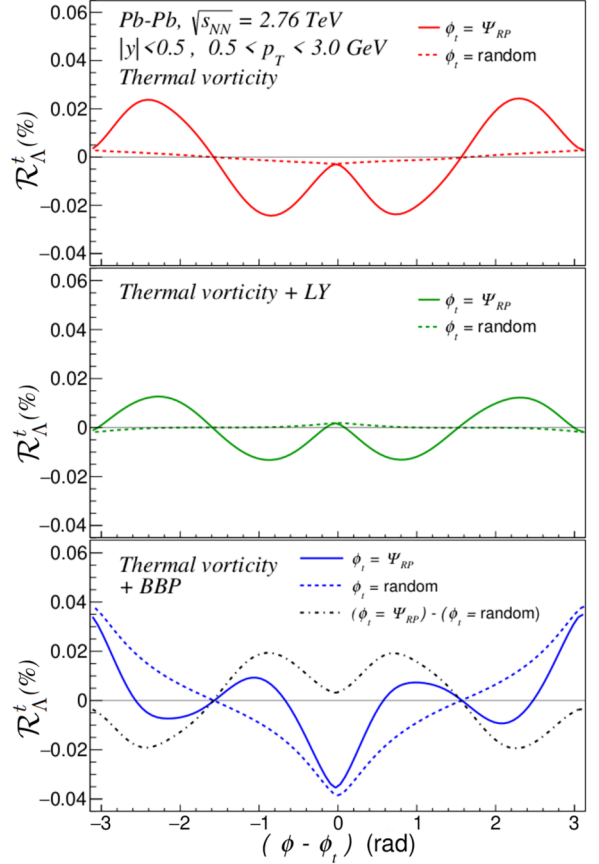 Pb-Pb, √s_NN = 2.76 TeV
|y|<0.5 , 0.5 < p_T < 3.0 GeV
Thermal vorticity
ϕ_t = Ψ_RP
ϕ_t = random
ℛ_Λ^t (%)
0.06
0.04
0.02
0
−0.02
−0.04
Thermal vorticity + LY
ϕ_t = Ψ_RP
ϕ_t = random
ℛ_Λ^t (%)
0.06
0.04
0.02
0
−0.02
−0.04
Thermal vorticity
+ BBP
ϕ_t = Ψ_RP
ϕ_t = random
(ϕ_t = Ψ_RP) - (ϕ_t = random)
ℛ_Λ^t (%)
0.06
0.04
0.02
0
−0.02
−0.04
−3 −2 −1 0 1 2 3
(ϕ - ϕ_t) (rad)